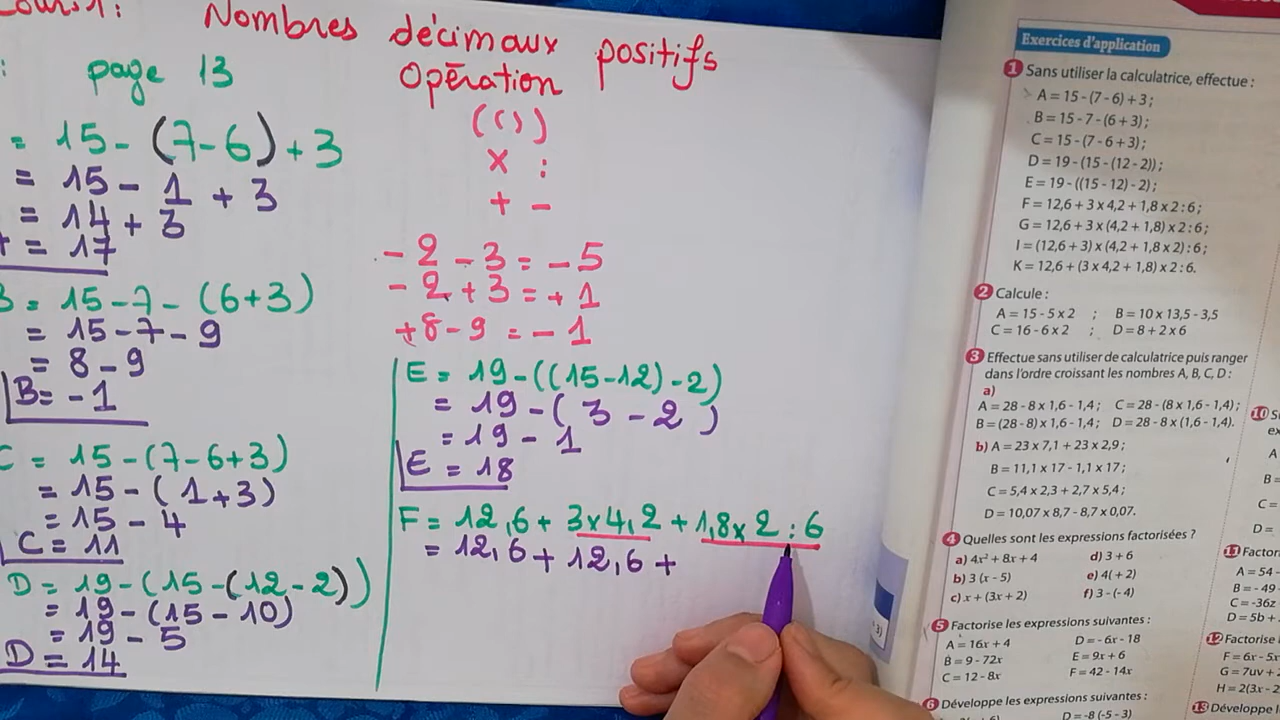 Nombres décimaux positifs
: page 13
Opération
(())
× :
+ -
= 15 - (7 - 6) + 3
= 15 - 1 + 3
= 14 + 3
= 17
B = 15 - 7 - (6 + 3)
= 15 - 7 - 9
= 8 - 9
B = - 1
C = 15 - (7 - 6 + 3)
= 15 - (1 + 3)
= 15 - 4
C = 11
D = 19 - (15 - (12 - 2))
= 19 - (15 - 10)
= 19 - 5
D = 14
- 2 - 3 = - 5
- 2 + 3 = + 1
+8 - 9 = - 1
E = 19 - ((15 - 12) - 2)
= 19 - (3 - 2)
= 19 - 1
E = 18
F = 12,6 + 3 x 4,2 + 1,8 x 2 : 6
= 12,6 + 12,6 +
Exercices d'application
1 Sans utiliser la calculatrice, effectue :
A = 15 - (7 - 6) + 3 ;
B = 15 - 7 - (6 + 3) ;
C = 15 - (7 - 6 + 3) ;
D = 19 - (15 - (12 - 2)) ;
E = 19 - ((15 - 12) - 2) ;
F = 12,6 + 3 x 4,2 + 1,8 x 2 : 6 ;
G = 12,6 + 3 x (4,2 + 1,8) x 2 : 6 ;
I = (12,6 + 3) x (4,2 + 1,8 x 2) : 6 ;
K = 12,6 + (3 x 4,2 + 1,8) x 2 : 6.
2 Calcule :
A = 15 - 5 x 2 ; B = 10 x 13,5 - 3,5
C = 16 - 6 x 2 ; D = 8 + 2 x 6
3 Effectue sans utiliser de calculatrice puis ranger
dans l'ordre croissant les nombres A, B, C, D :
a)
A = 28 - 8 x 1,6 - 1,4 ; C = 28 - (8 x 1,6 - 1,4) ;
B = (28 - 8) x 1,6 - 1,4 ; D = 28 - 8 x (1,6 - 1,4).
b) A = 23 x 7,1 + 23 x 2,9 ;
B = 11,1 x 17 - 1,1 x 17 ;
C = 5,4 x 2,3 + 2,7 x 5,4 ;
D = 10,07 x 8,7 - 8,7 x 0,07.
4 Quelles sont les expressions factorisées ?
a) 4x² + 8x + 4 d) 3 + 6
b) 3 (x - 5) e) 4( + 2)
c) x + (3x + 2) f) 3 - (- 4)
5 Factorise les expressions suivantes :
A = 16x + 4 D = - 6x - 18
B = 9 - 72x E = 9x + 6
C = 12 - 8x F = 42 - 14x
6 Développe les expressions suivantes :
D = -8 (-5 - 3)
10
A
B =
C =
D =
11 Factor
A = 54 -
B = - 49
C = -36z
D = 5b +
12 Factorise
F = 6x - 5x
G = 7uv +
H = 2(3x - 2
13 Développe